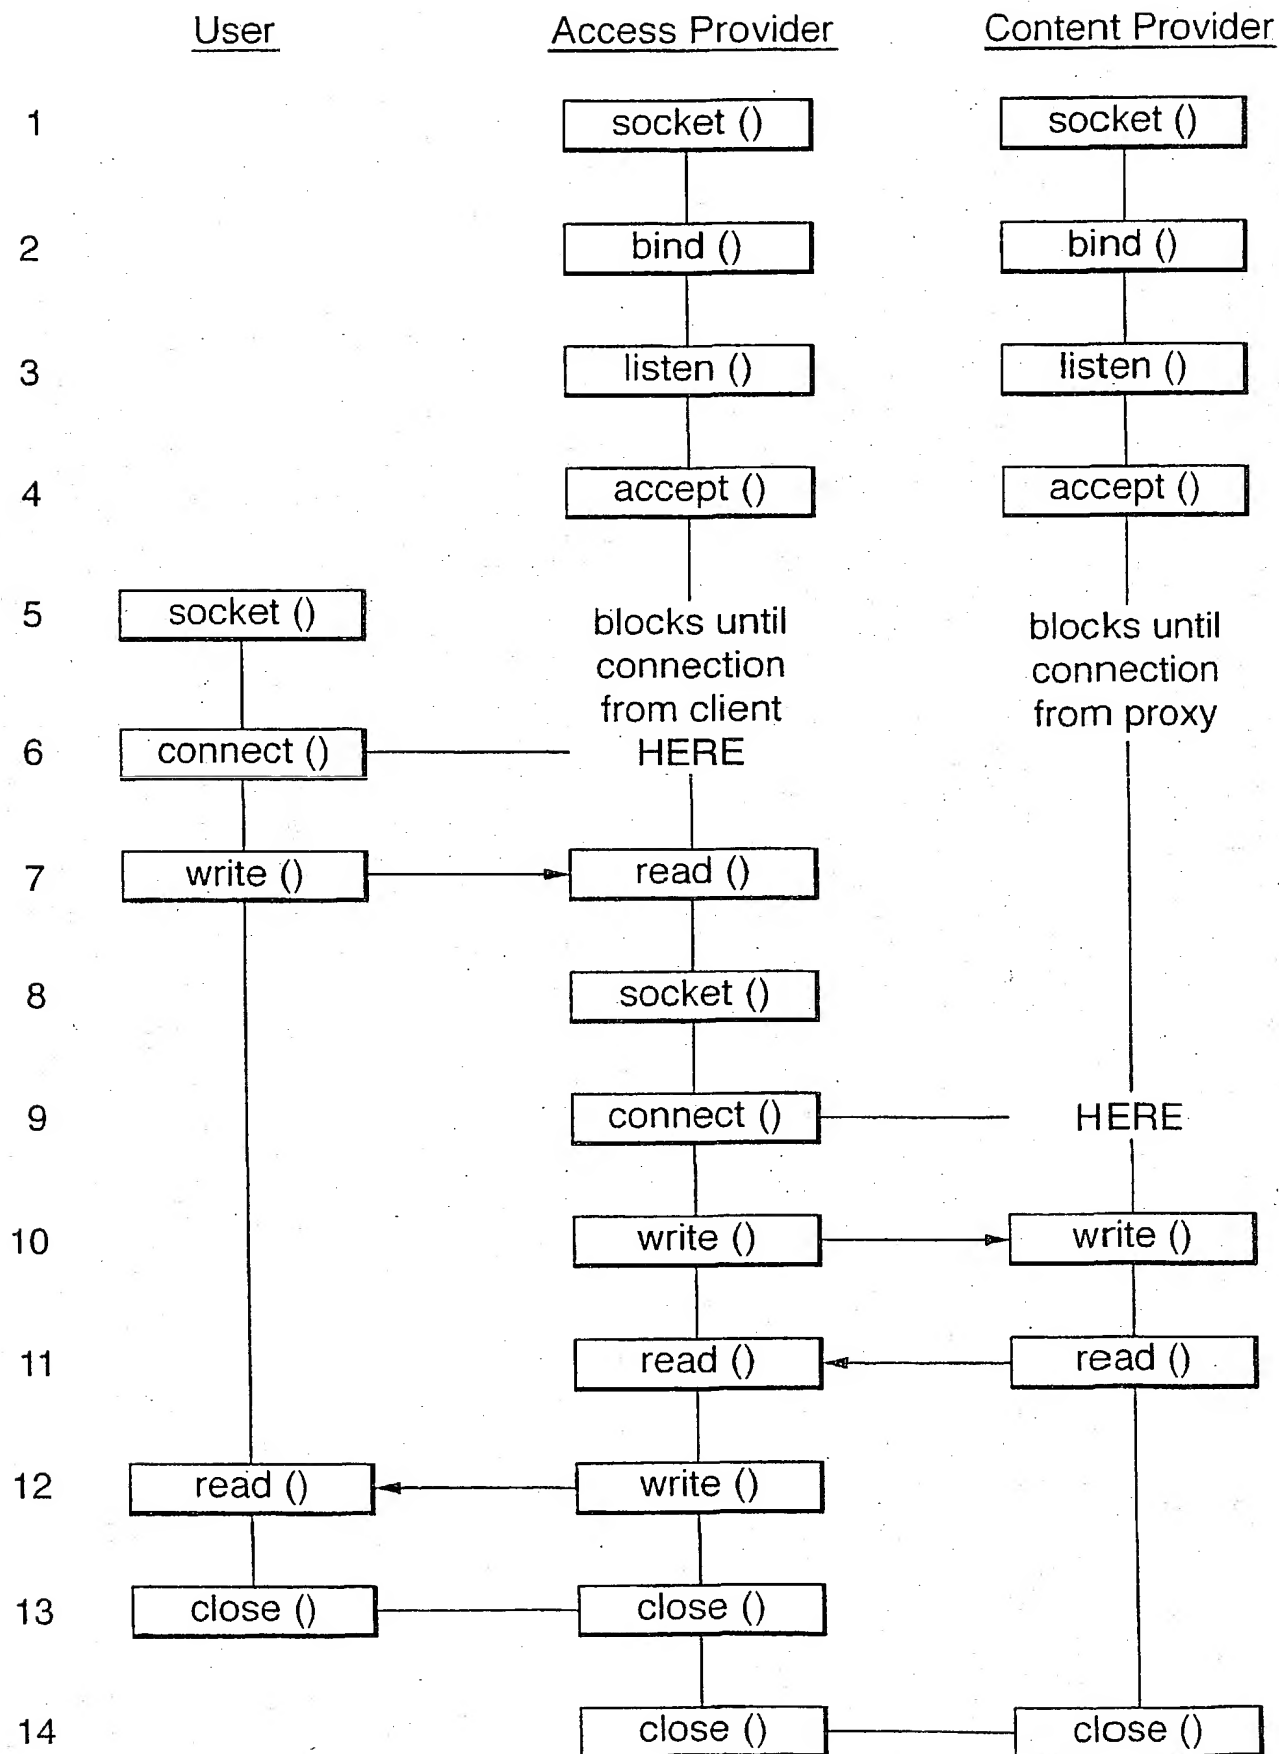 User Access Provider Content Provider
1 socket () socket ()
2 bind () bind ()
3 listen () listen ()
4 accept () accept ()
5 socket () blocks until blocks until
connection connection
from client from proxy
6 connect () HERE
7 write () read ()
8 socket ()
9 connect () HERE
10 write () write ()
11 read () read ()
12 read () write ()
13 close () close ()
14 close () close ()